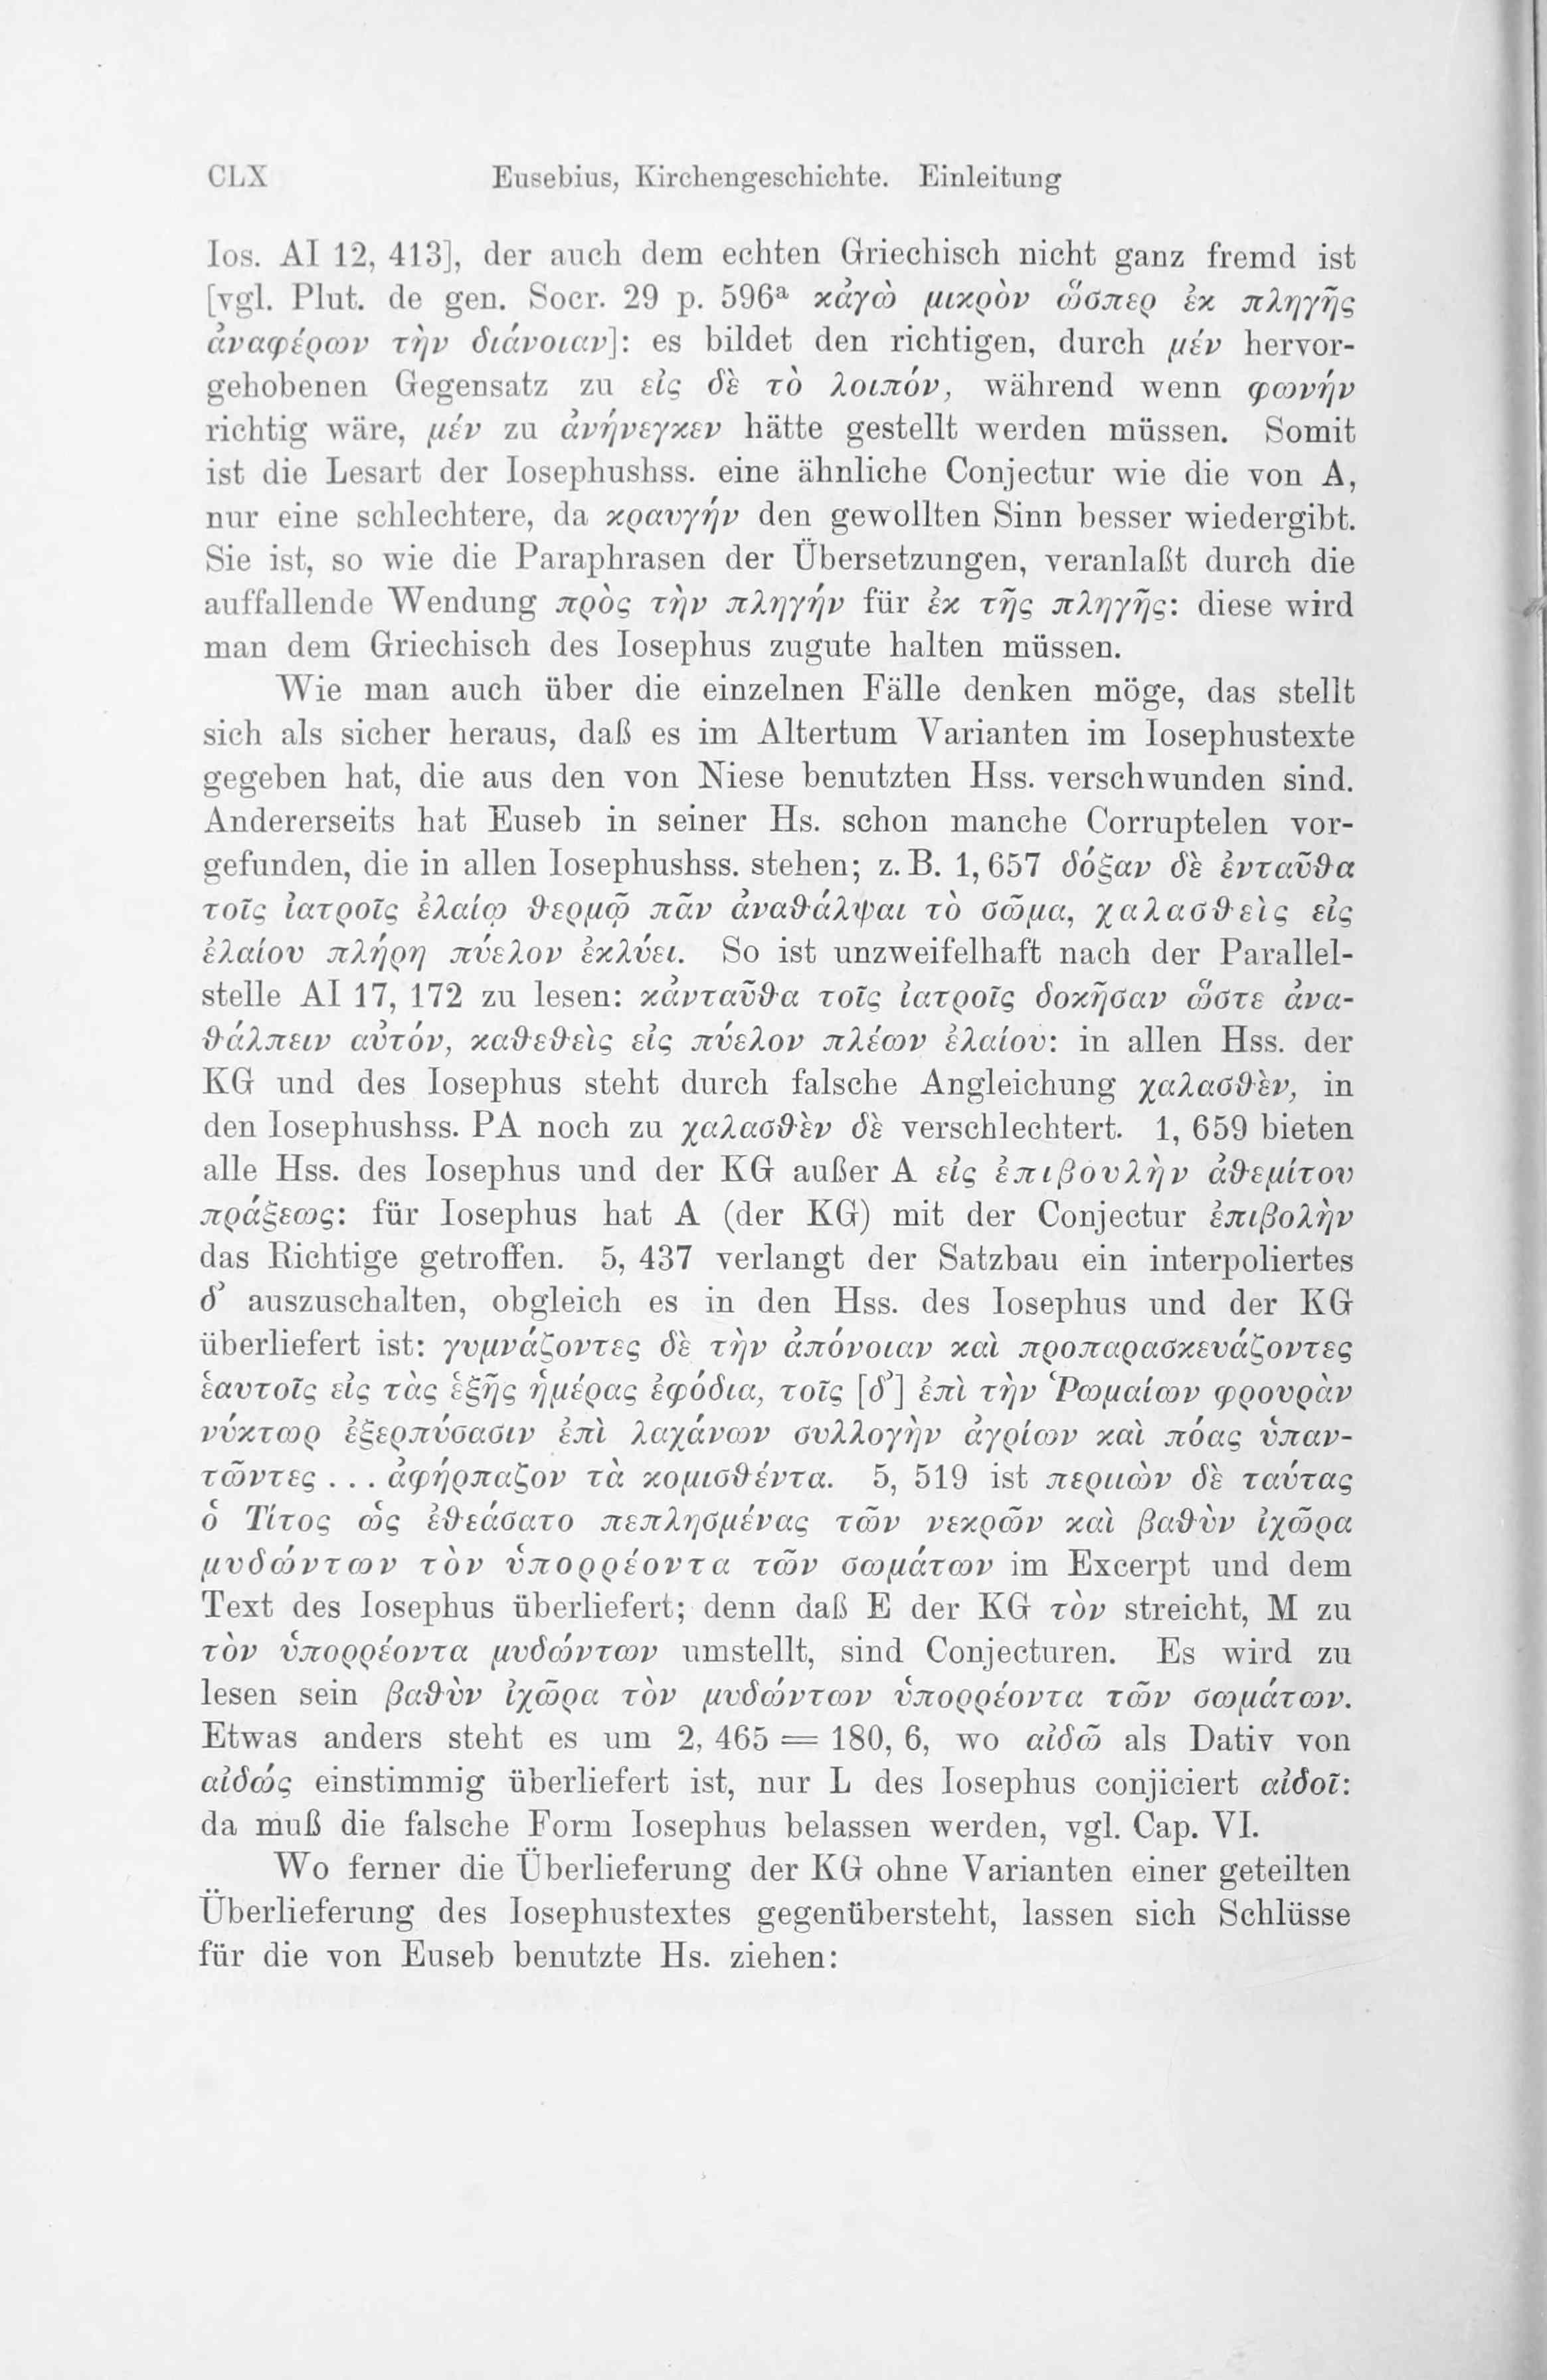 CLX Eusebius, Kirchengeschichte. Einleitung
Ios. AI 12, 413], der auch dem echten Griechisch nicht ganz fremd ist
[vgl. Plut. de gen. Socr. 29 p. 596ᵃ κἀγὼ μικρὸν ὥσπερ ἐκ πληγῆς
ἀναφέρων τὴν διάνοιαν]: es bildet den richtigen, durch μέν hervor-
gehobenen Gegensatz zu εἰς δὲ τὸ λοιπόν, während wenn φωνήν
richtig wäre, μέν zu ἀνήνεγκεν hätte gestellt werden müssen. Somit
ist die Lesart der Iosephushss. eine ähnliche Conjectur wie die von A,
nur eine schlechtere, da κραυγήν den gewollten Sinn besser wiedergibt.
Sie ist, so wie die Paraphrasen der Übersetzungen, veranlaßt durch die
auffallende Wendung πρὸς τὴν πληγήν für ἐκ τῆς πληγῆς: diese wird
man dem Griechisch des Iosephus zugute halten müssen.
Wie man auch über die einzelnen Fälle denken möge, das stellt
sich als sicher heraus, daß es im Altertum Varianten im Iosephustexte
gegeben hat, die aus den von Niese benutzten Hss. verschwunden sind.
Andererseits hat Euseb in seiner Hs. schon manche Corruptelen vor-
gefunden, die in allen Iosephushss. stehen; z. B. 1, 657 δόξαν δὲ ἐνταῦθα
τοῖς ἰατροῖς ἐλαίῳ θερμῷ πᾶν ἀναθάλψαι τὸ σῶμα, χαλασθεὶς εἰς
ἐλαίου πλήρη πύελον ἐκλύει. So ist unzweifelhaft nach der Parallel-
stelle AI 17, 172 zu lesen: κἀνταῦθα τοῖς ἰατροῖς δοκῆσαν ὥστε ἀνα-
θάλπειν αὐτόν, καθεθεὶς εἰς πύελον πλέων ἐλαίου: in allen Hss. der
KG und des Iosephus steht durch falsche Angleichung χαλασθὲν, in
den Iosephushss. PA noch zu χαλασθὲν δὲ verschlechtert. 1, 659 bieten
alle Hss. des Iosephus und der KG außer A εἰς ἐπιβουλὴν ἀθεμίτου
πράξεως: für Iosephus hat A (der KG) mit der Conjectur ἐπιβολὴν
das Richtige getroffen. 5, 437 verlangt der Satzbau ein interpoliertes
δ’ auszuschalten, obgleich es in den Hss. des Iosephus und der KG
überliefert ist: γυμνάζοντες δὲ τὴν ἀπόνοιαν καὶ προπαρασκευάζοντες
ἑαυτοῖς εἰς τὰς ἑξῆς ἡμέρας ἐφόδια, τοῖς [δ’] ἐπὶ τὴν Ῥωμαίων φρουρὰν
νύκτωρ ἐξερπύσασιν ἐπὶ λαχάνων συλλογὴν ἀγρίων καὶ πόας ὑπαν-
τῶντες . . . ἀφήρπαζον τὰ κομισθέντα. 5, 519 ist περιιὼν δὲ ταύτας
ὁ Τίτος ὡς ἐθεάσατο πεπλησμένας τῶν νεκρῶν καὶ βαθὺν ἰχῶρα
μυδώντων τὸν ὑπορρέοντα τῶν σωμάτων im Excerpt und dem
Text des Iosephus überliefert; denn daß E der KG τὸν streicht, M zu
τὸν ὑπορρέοντα μυδώντων umstellt, sind Conjecturen. Es wird zu
lesen sein βαθὺν ἰχῶρα τὸν μυδώντων ὑπορρέοντα τῶν σωμάτων.
Etwas anders steht es um 2, 465 = 180, 6, wo αἰδῶ als Dativ von
αἰδώς einstimmig überliefert ist, nur L des Iosephus conjiciert αἰδοῖ:
da muß die falsche Form Iosephus belassen werden, vgl. Cap. VI.
Wo ferner die Überlieferung der KG ohne Varianten einer geteilten
Überlieferung des Iosephustextes gegenübersteht, lassen sich Schlüsse
für die von Euseb benutzte Hs. ziehen: